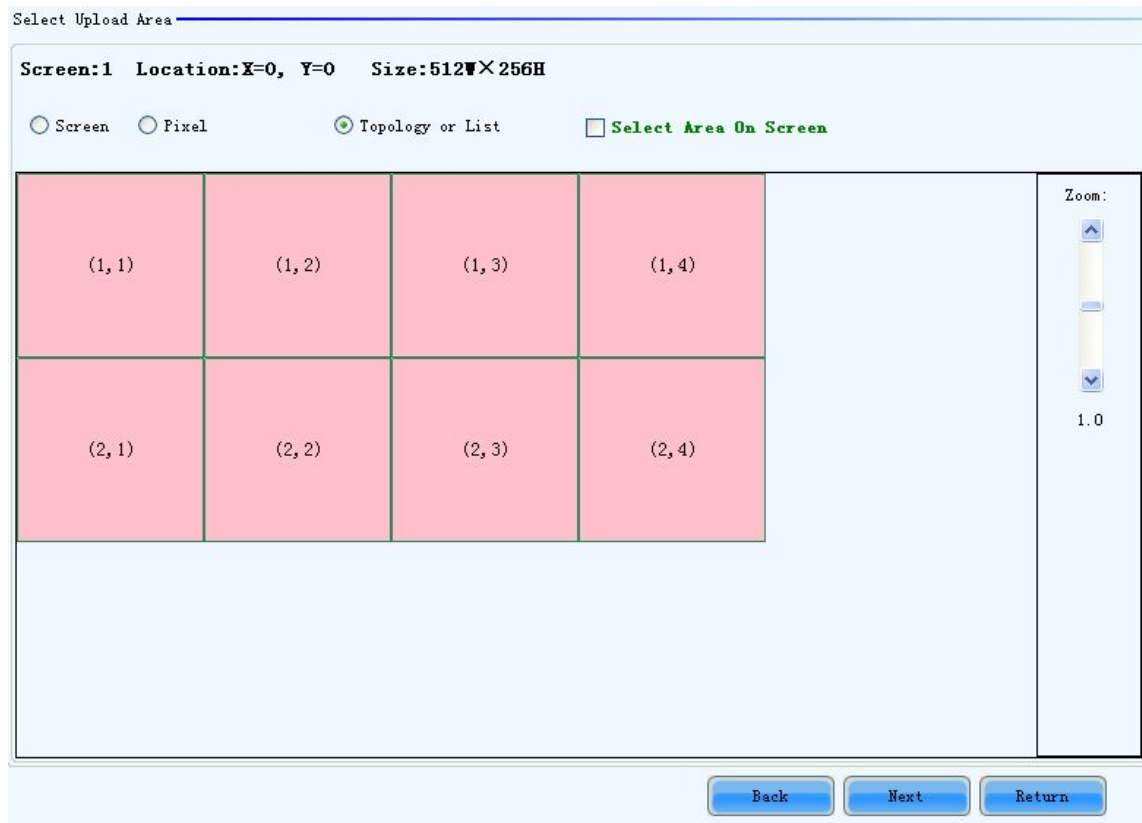 Select Upload Area
Screen:1 Location:X=0, Y=0 Size:512W×256H
Screen Pixel Topology or List Select Area On Screen
Zoom:
(1,1) (1,2) (1,3) (1,4)
1.0
(2,1) (2,2) (2,3) (2,4)
Back Next Return